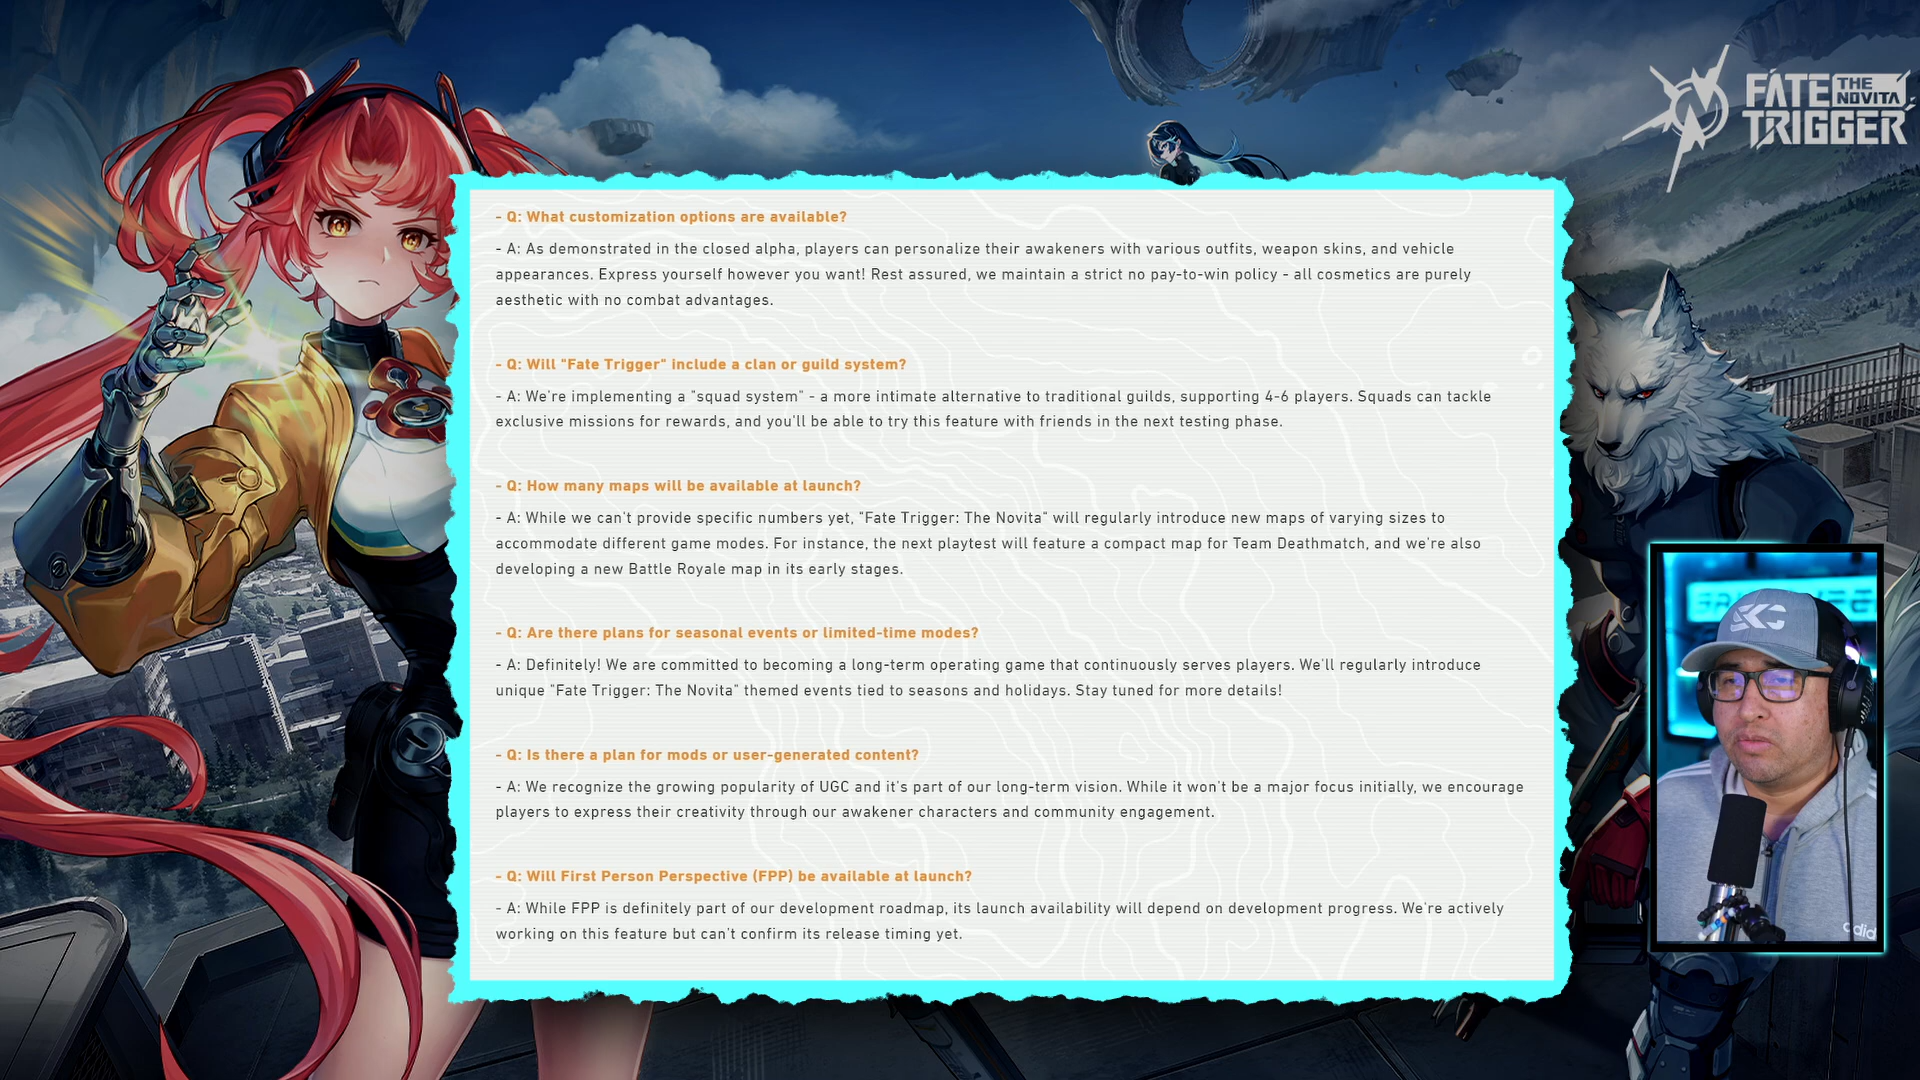 FATE THE NOVITA TRIGGER
- Q: What customization options are available?
- A: As demonstrated in the closed alpha, players can personalize their awakeners with various outfits, weapon skins, and vehicle
appearances. Express yourself however you want! Rest assured, we maintain a strict no pay-to-win policy - all cosmetics are purely
aesthetic with no combat advantages.
- Q: Will "Fate Trigger" include a clan or guild system?
- A: We're implementing a "squad system" - a more intimate alternative to traditional guilds, supporting 4-6 players. Squads can tackle
exclusive missions for rewards, and you'll be able to try this feature with friends in the next testing phase.
- Q: How many maps will be available at launch?
- A: While we can't provide specific numbers yet, "Fate Trigger: The Novita" will regularly introduce new maps of varying sizes to
accommodate different game modes. For instance, the next playtest will feature a compact map for Team Deathmatch, and we're also
developing a new Battle Royale map in its early stages.
- Q: Are there plans for seasonal events or limited-time modes?
- A: Definitely! We are committed to becoming a long-term operating game that continuously serves players. We'll regularly introduce
unique "Fate Trigger: The Novita" themed events tied to seasons and holidays. Stay tuned for more details!
- Q: Is there a plan for mods or user-generated content?
- A: We recognize the growing popularity of UGC and it's part of our long-term vision. While it won't be a major focus initially, we encourage
players to express their creativity through our awakener characters and community engagement.
- Q: Will First Person Perspective (FPP) be available at launch?
- A: While FPP is definitely part of our development roadmap, its launch availability will depend on development progress. We're actively
working on this feature but can't confirm its release timing yet.
adid